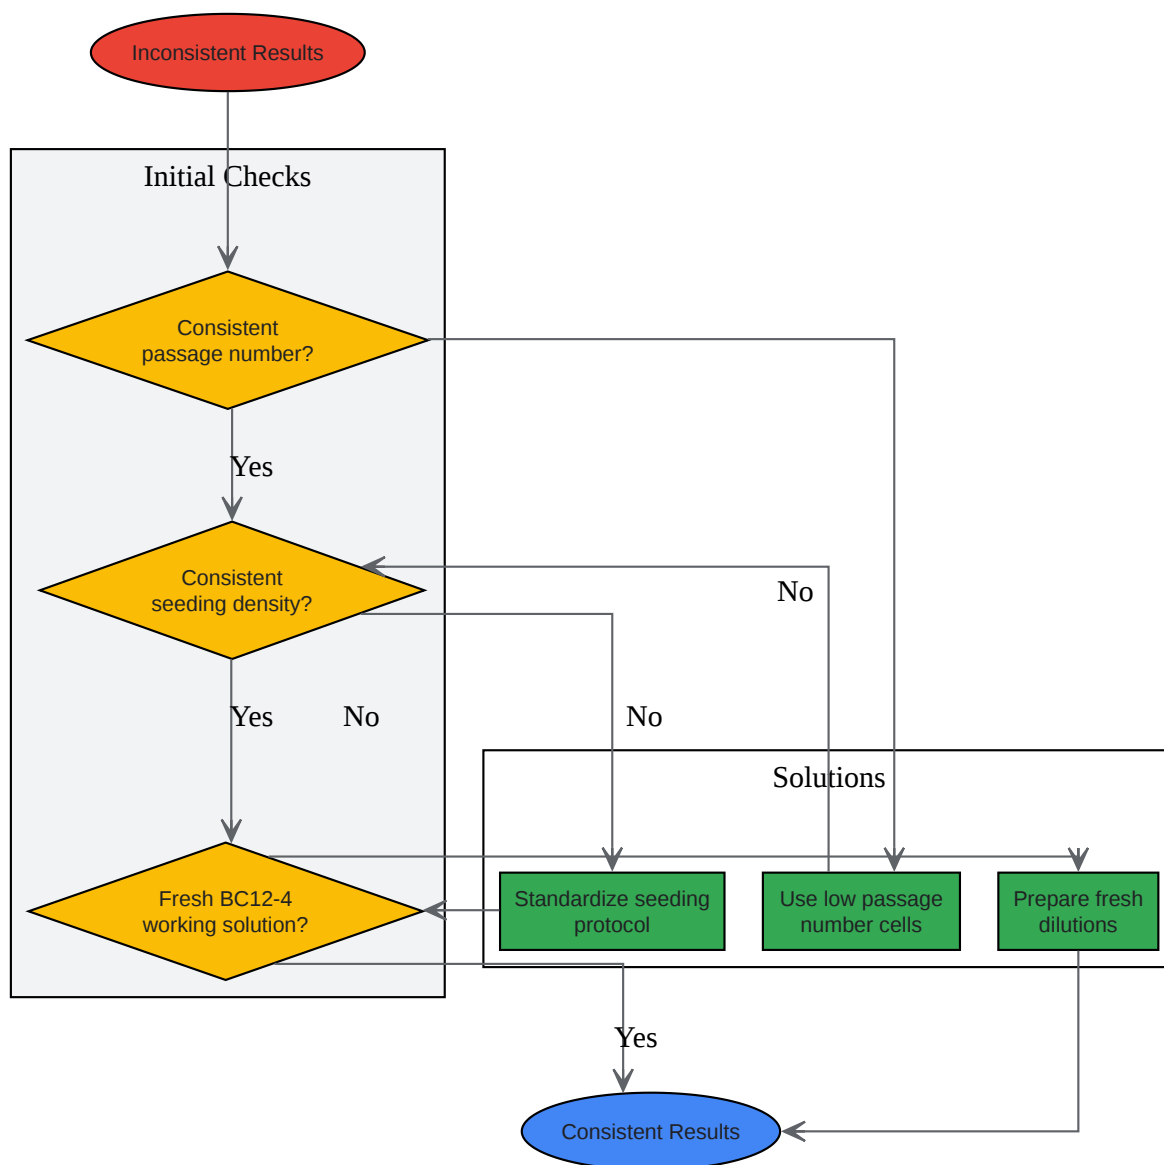 Inconsistent Results
Initial Checks
Consistent
passage number?
Yes
Consistent
seeding density?
No
Yes
No
No
Solutions
Fresh BC12-4
working solution?
Standardize seeding
protocol
Use low passage
number cells
Prepare fresh
dilutions
Yes
Consistent Results